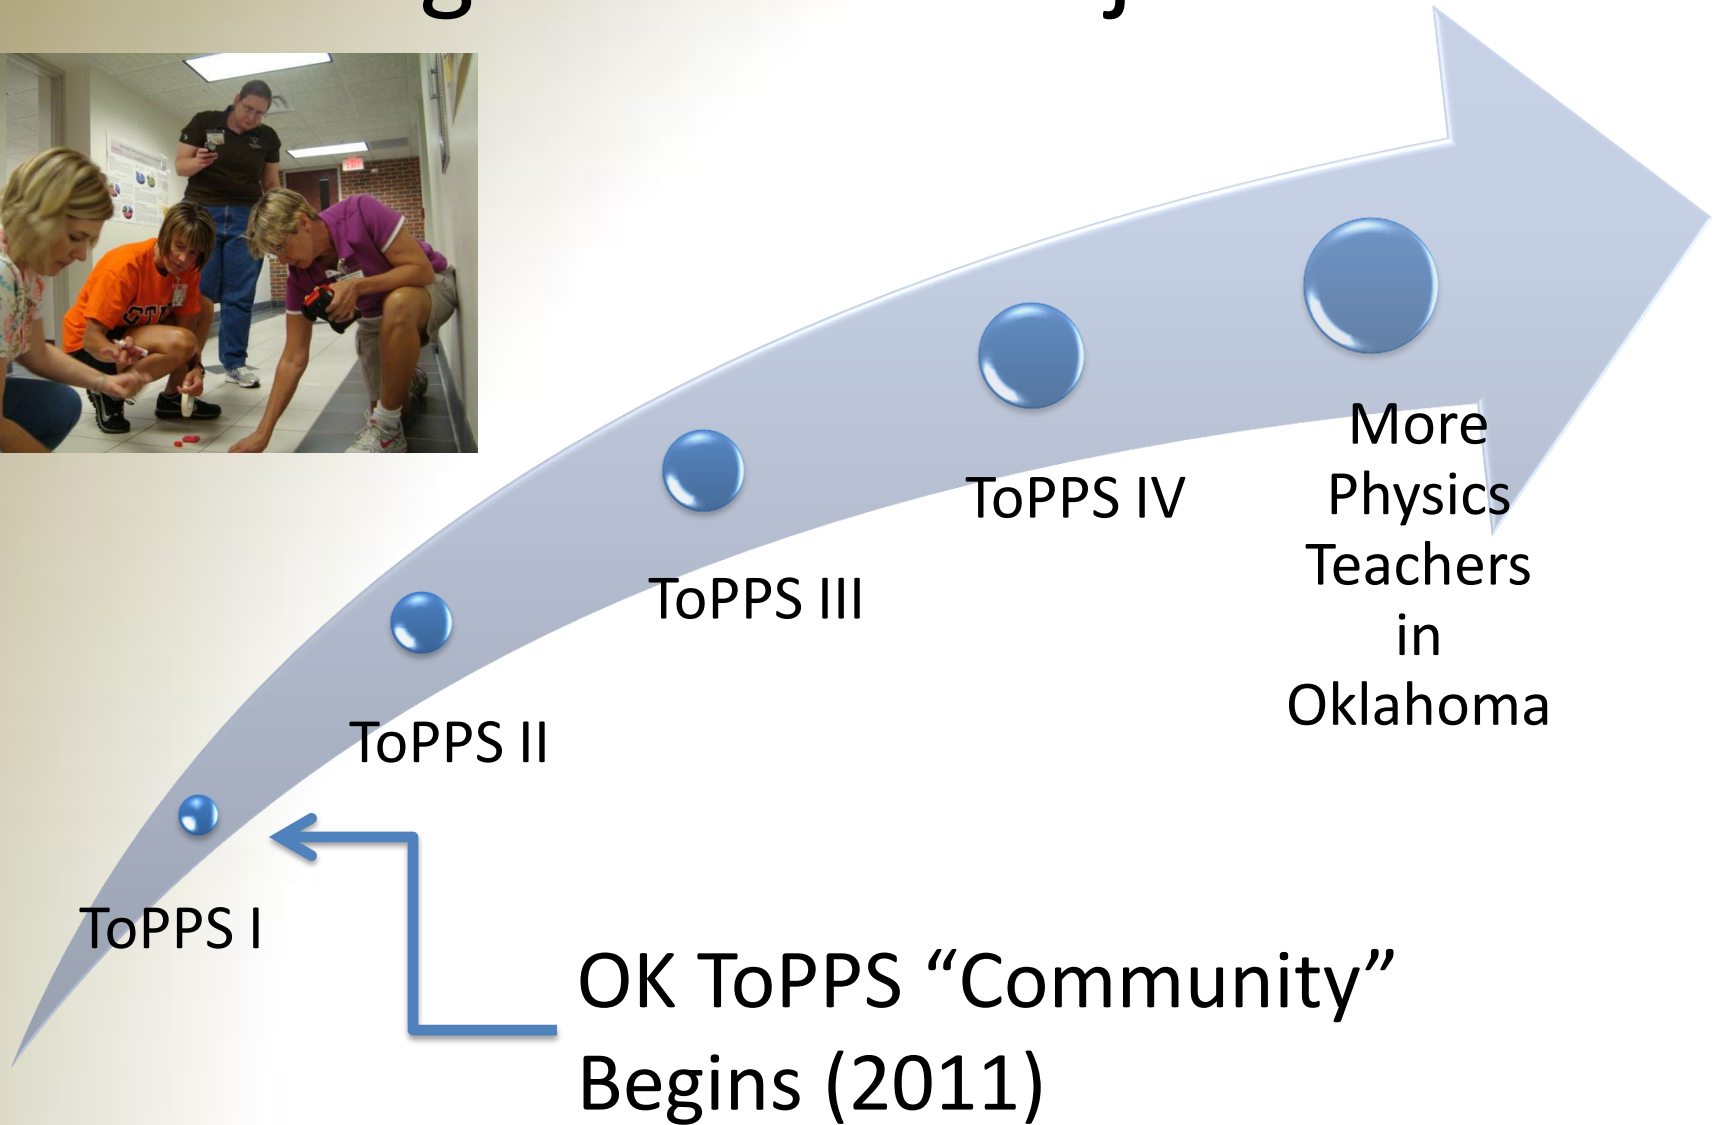 More
Physics
Teachers
in
Oklahoma
ToPPS IV
ToPPS III
ToPPS II
ToPPS I
OK ToPPS “Community”
Begins (2011)